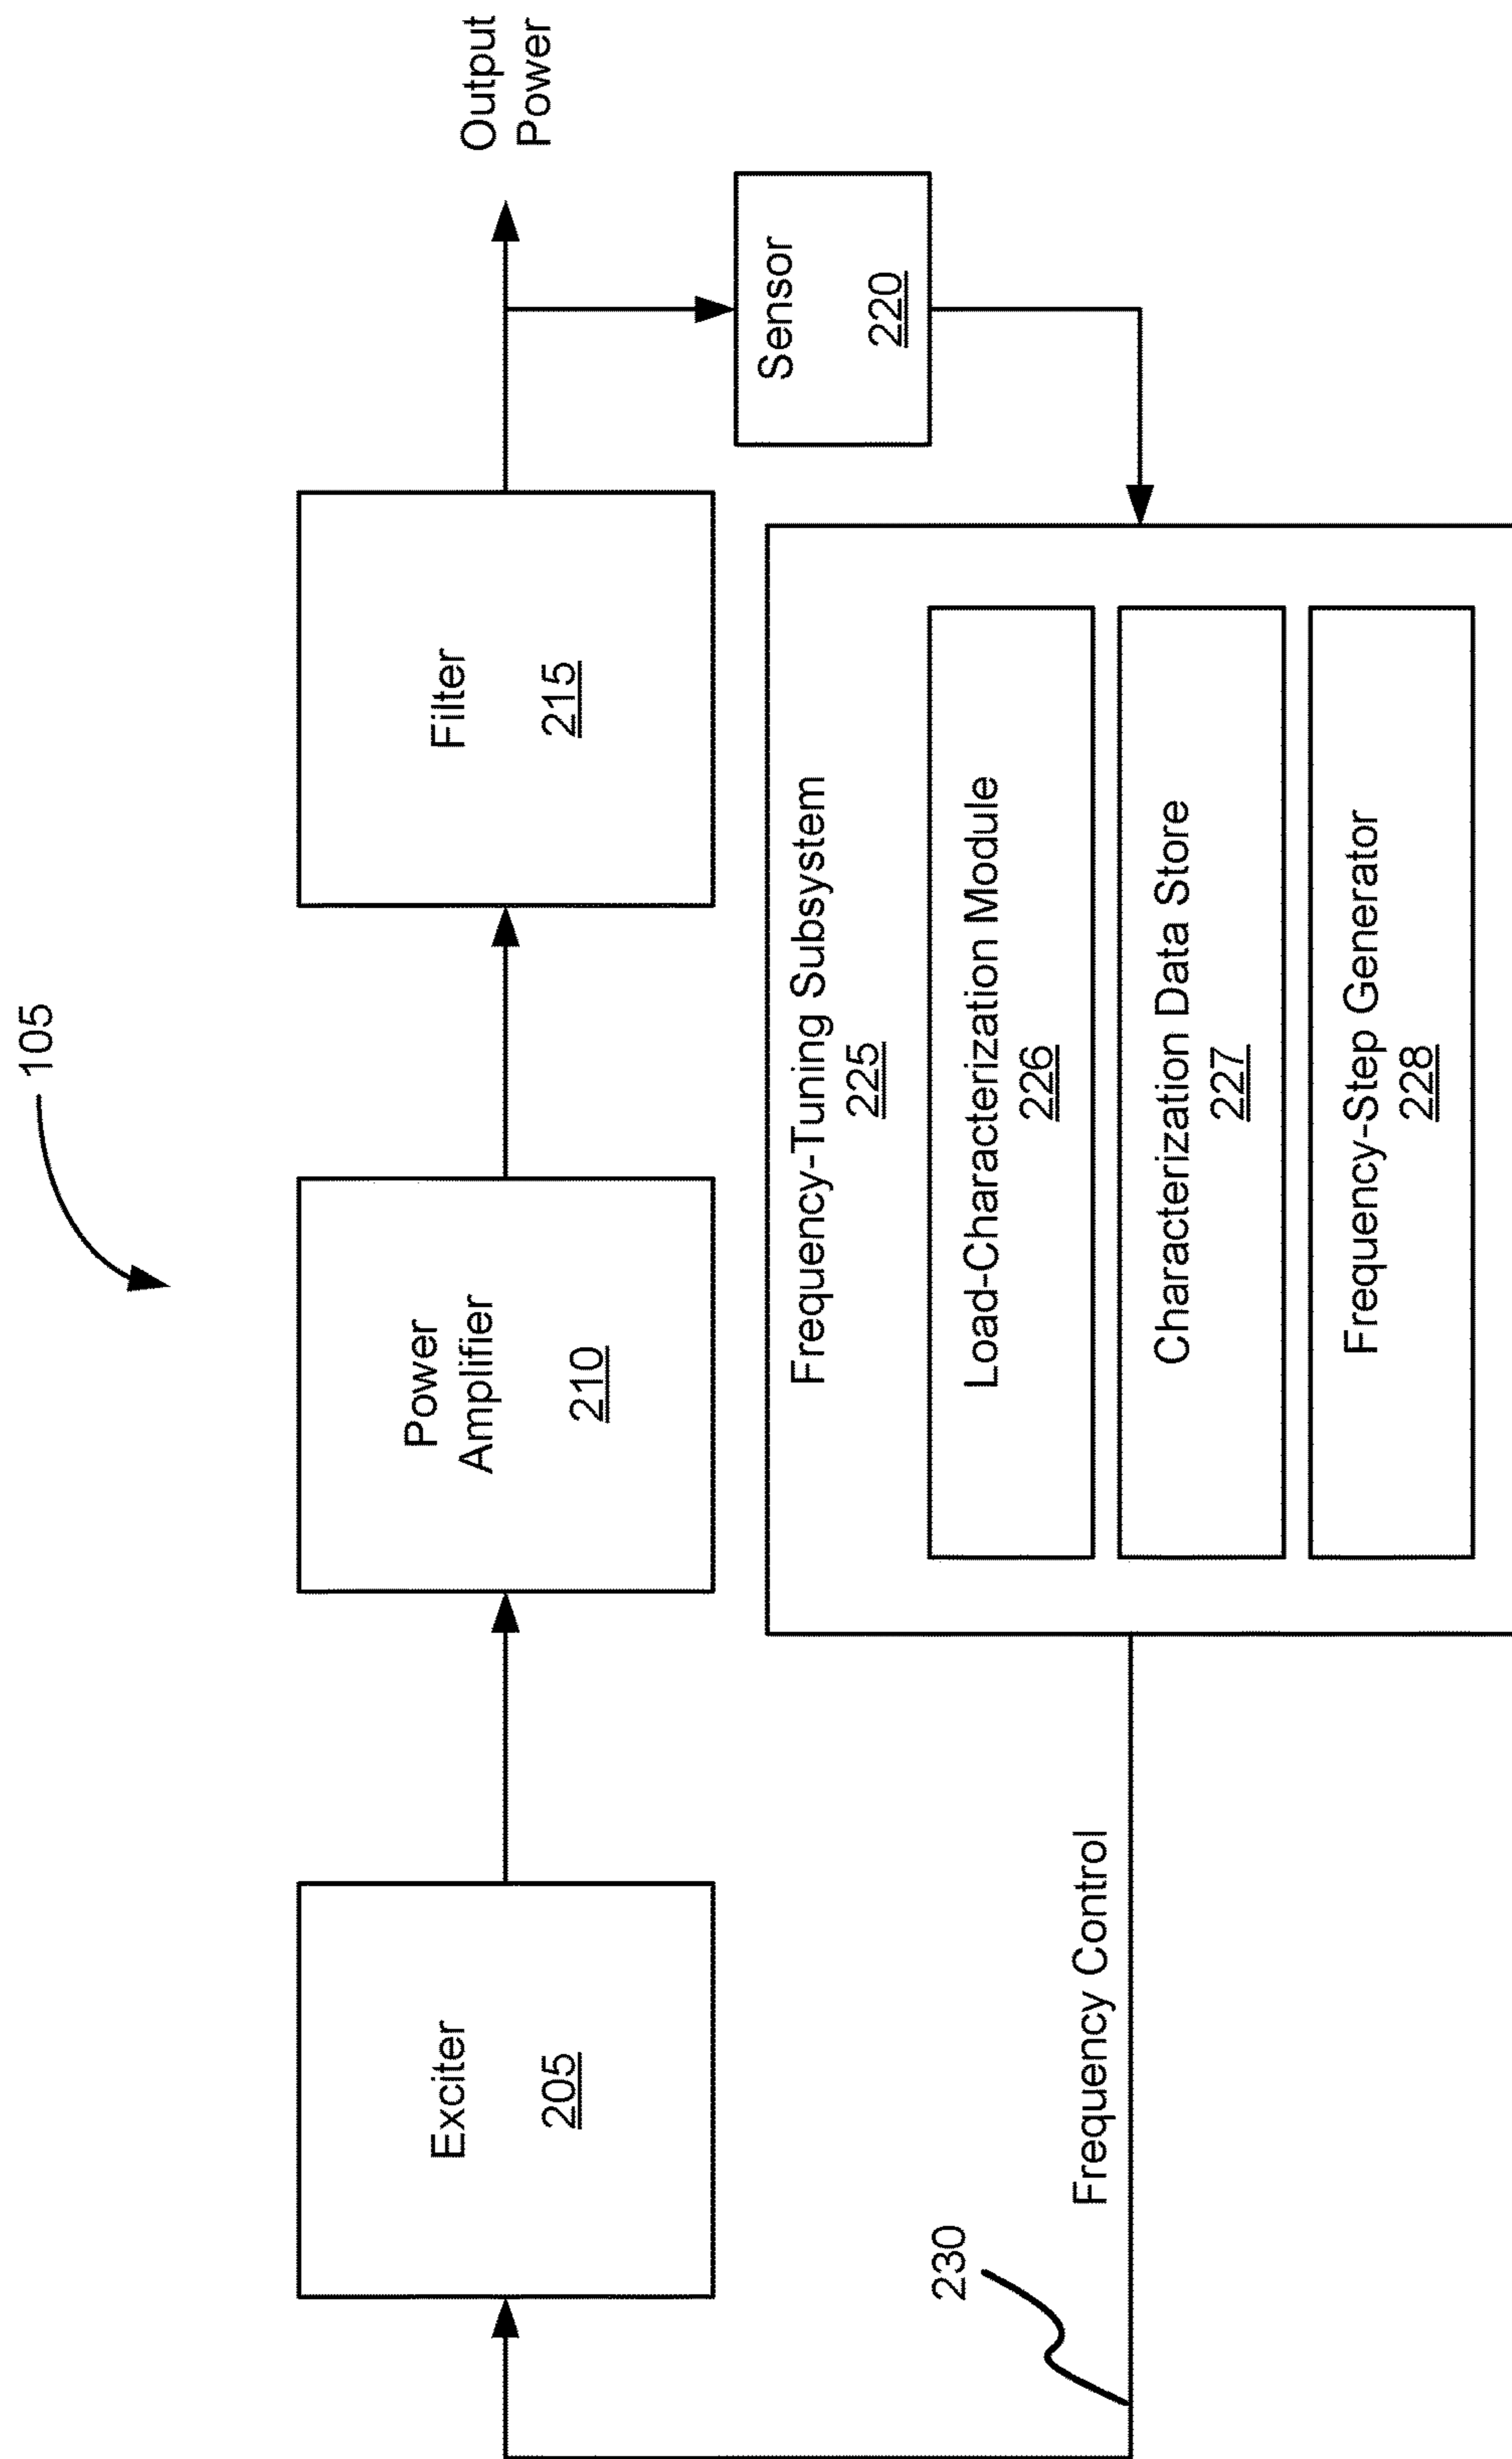 105
Exciter
205
Power
Amplifier
210
Filter
215
Output
Power
Sensor
220
Frequency-Tuning Subsystem
225
Load-Characterization Module
226
Characterization Data Store
227
Frequency-Step Generator
228
230
Frequency Control